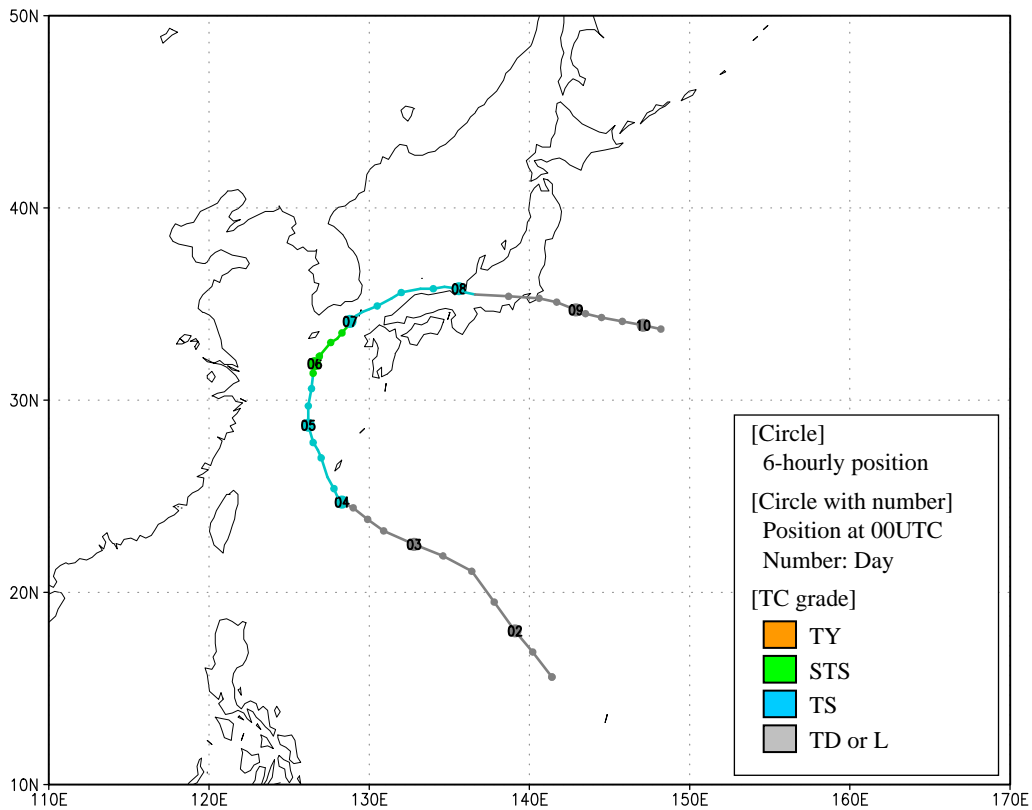 50N
40N
30N
20N
10N
110E 120E 130E 140E 150E 160E 170E
08
07
09
10
06
05
04
03
02
[Circle]
6-hourly position
[Circle with number]
Position at 00UTC
Number: Day
[TC grade]
TY
STS
TS
TD or L